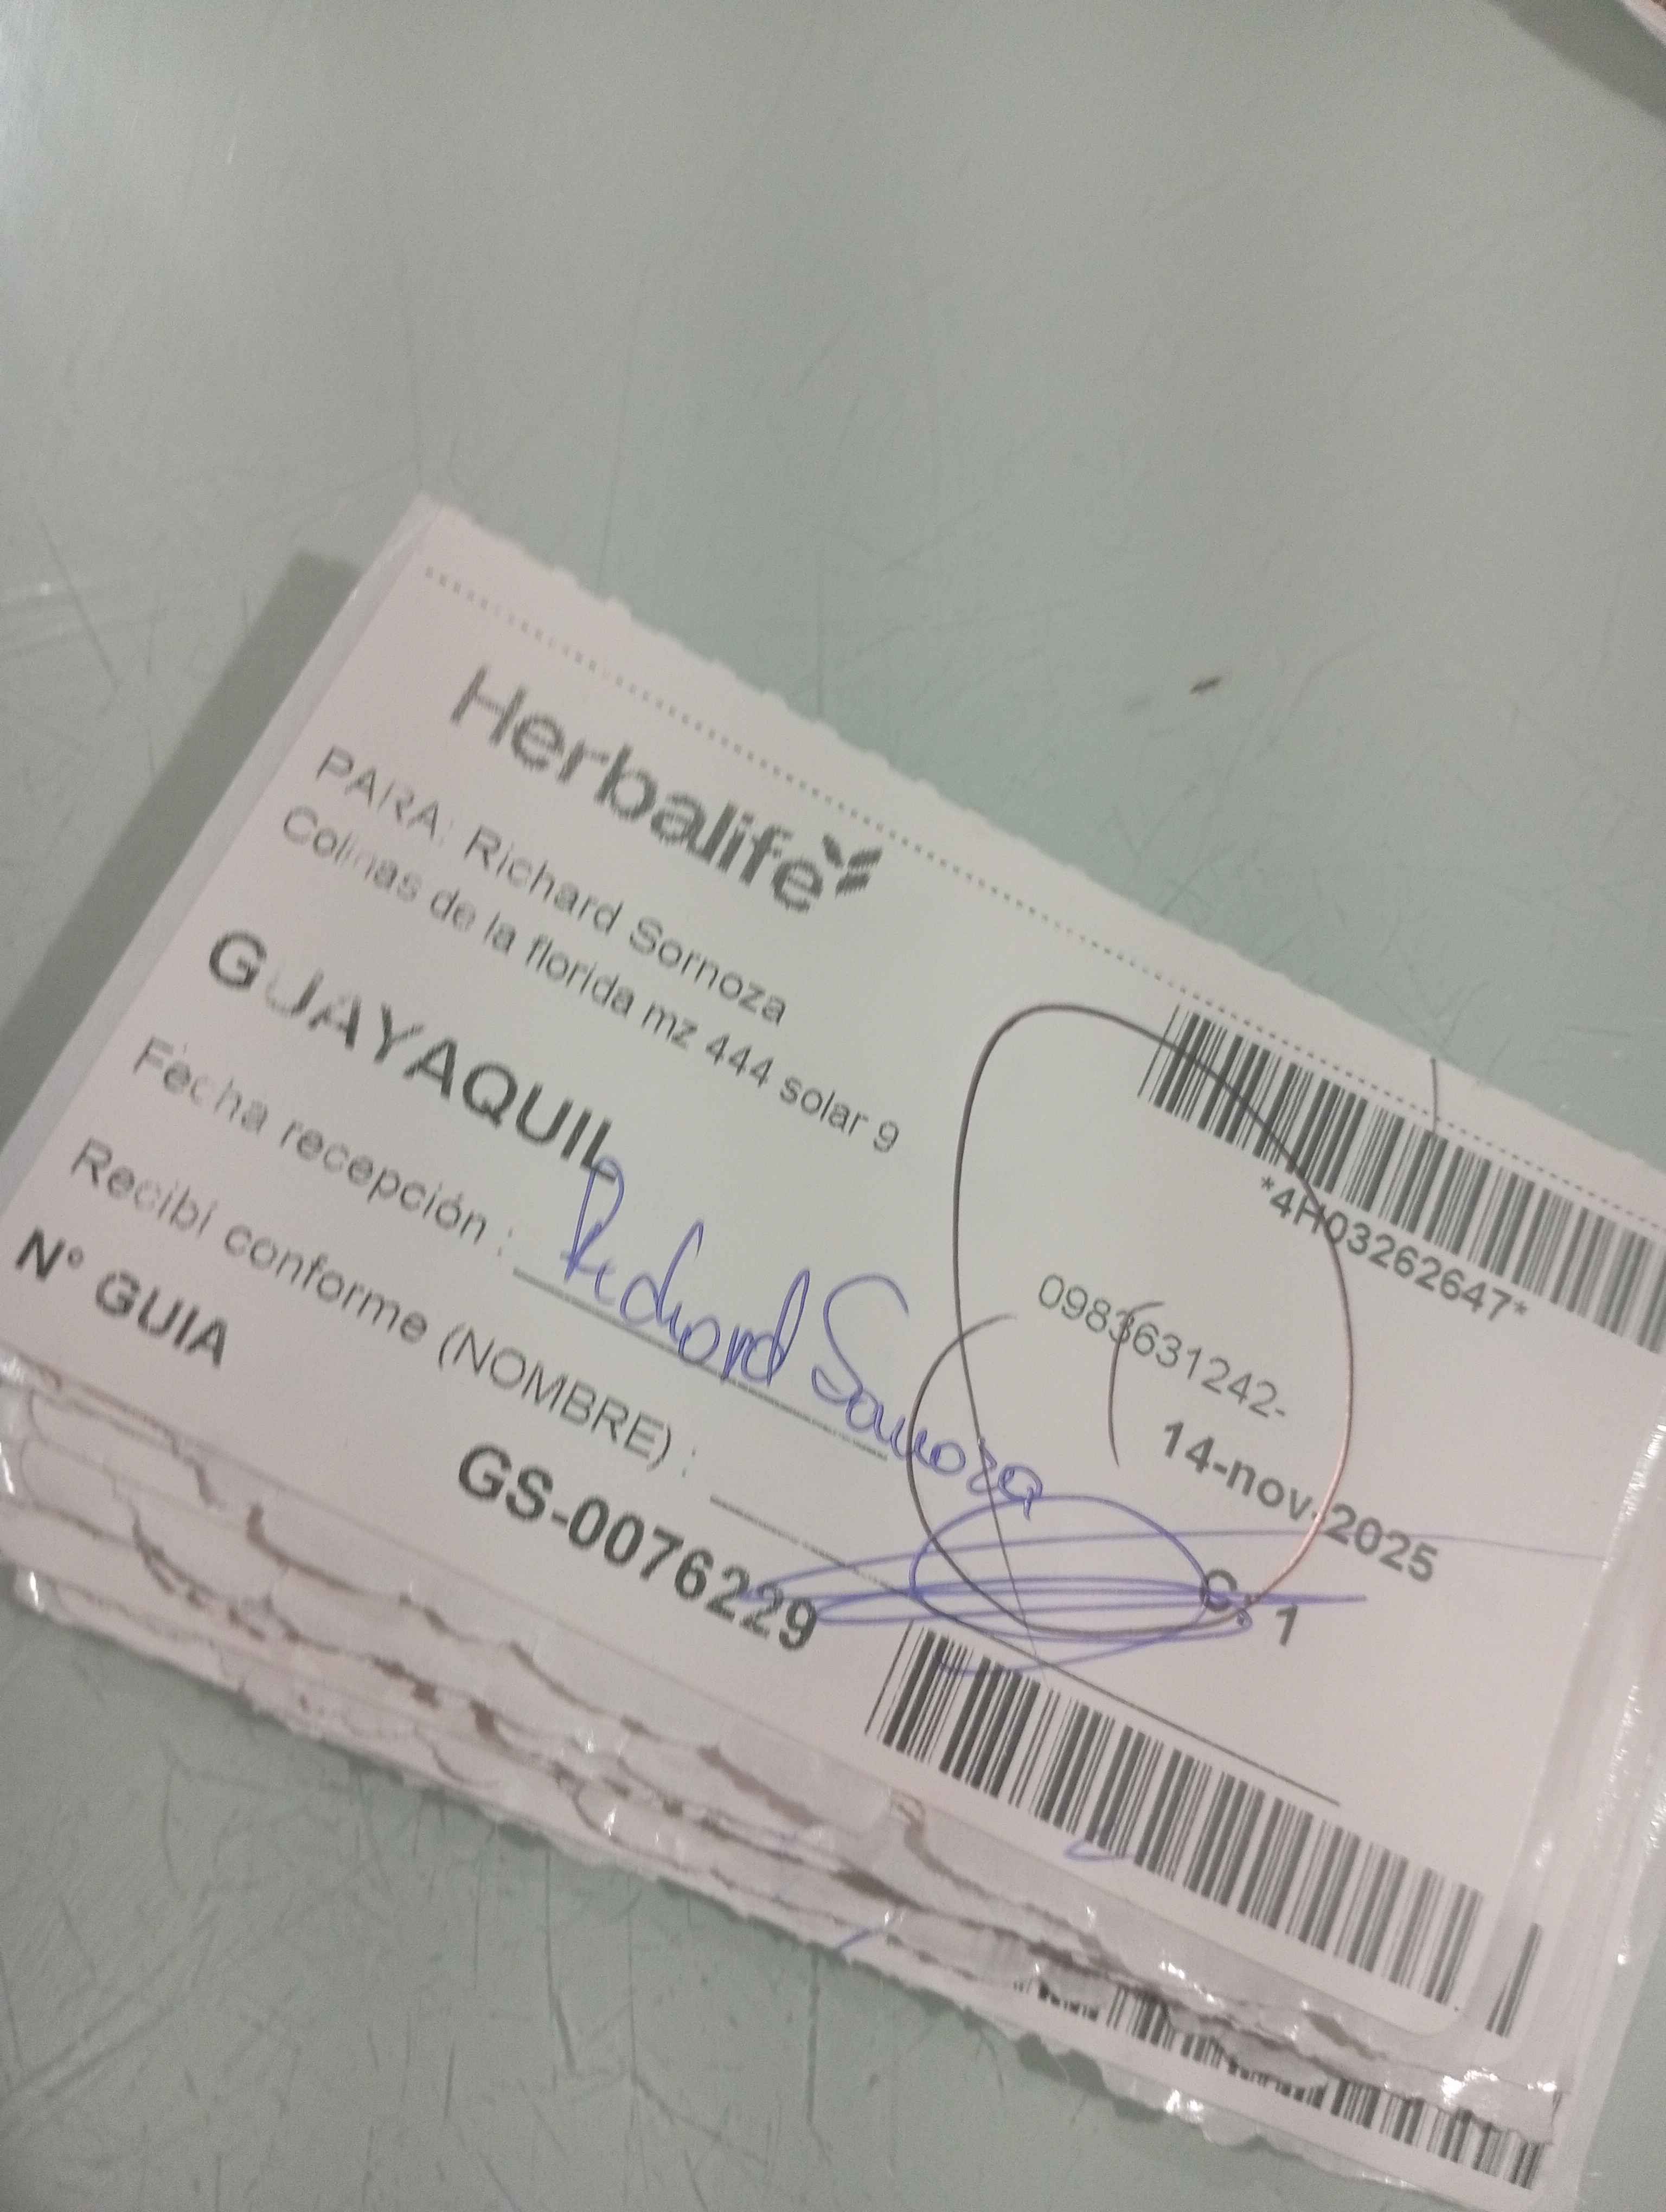 Herbalife
*4H03262647*
PARA: Richard Sornoza
Colinas de la florida mz 444 solar 9
0983631242-
GUAYAQUIL
14-nov-2025
Fecha recepción :
Richard Sornoza
C. 1
Recibí conforme (NOMBRE) :
N° GUIA
GS-0076229